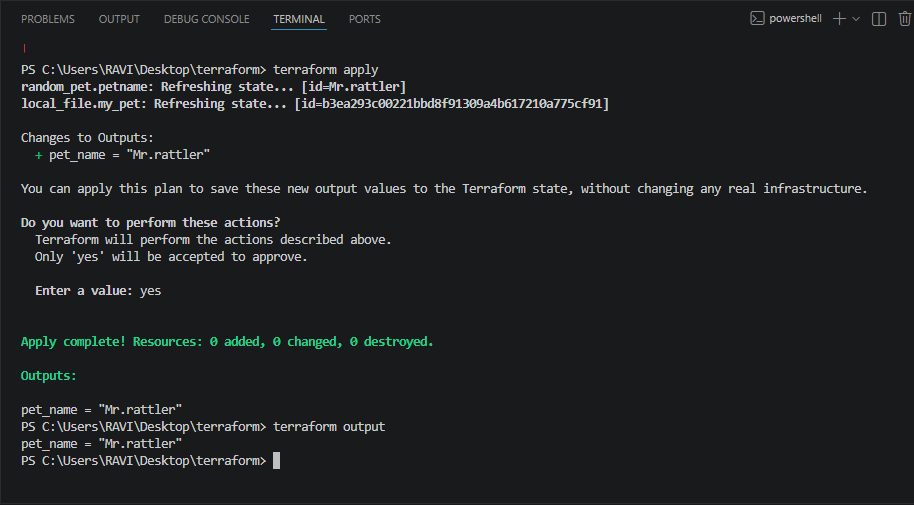 PROBLEMS OUTPUT DEBUG CONSOLE TERMINAL PORTS powershell
PS C:\Users\RAVI\Desktop\terraform> terraform apply
random_pet.petname: Refreshing state... [id=Mr.rattler]
local_file.my_pet: Refreshing state... [id=b3ea293c00221bbd8f91309a4b617210a775cf91]
Changes to Outputs:
+ pet_name = "Mr.rattler"
You can apply this plan to save these new output values to the Terraform state, without changing any real infrastructure.
Do you want to perform these actions?
Terraform will perform the actions described above.
Only 'yes' will be accepted to approve.
Enter a value: yes
Apply complete! Resources: 0 added, 0 changed, 0 destroyed.
Outputs:
pet_name = "Mr.rattler"
PS C:\Users\RAVI\Desktop\terraform> terraform output
pet_name = "Mr.rattler"
PS C:\Users\RAVI\Desktop\terraform>